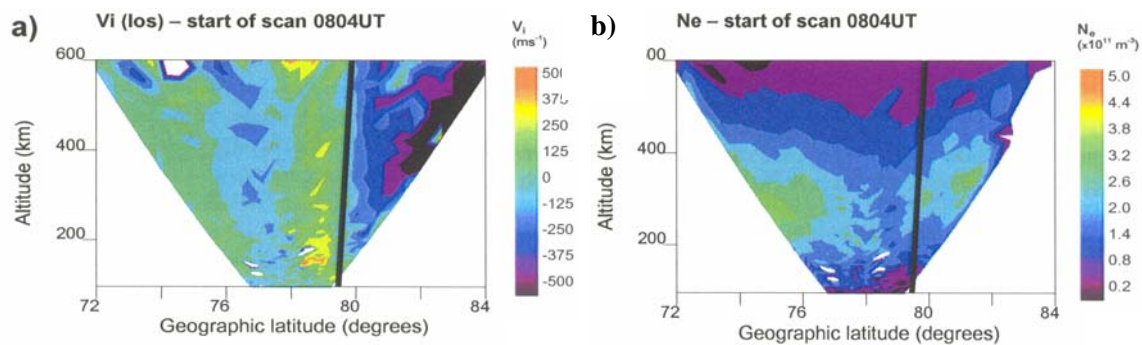 a)
Vi (los) – start of scan 0804UT
V_i
(ms⁻¹)
600
400
200
Altitude (km)
72
76
80
84
Geographic latitude (degrees)
375
250
125
0
-125
-250
-375
-500
b)
Ne – start of scan 0804UT
N_e
(x10¹¹ m⁻³)
00
400
200
Altitude (km)
72
76
80
84
Geographic latitude (degrees)
5.0
4.4
3.8
3.2
2.6
2.0
1.4
0.8
0.2